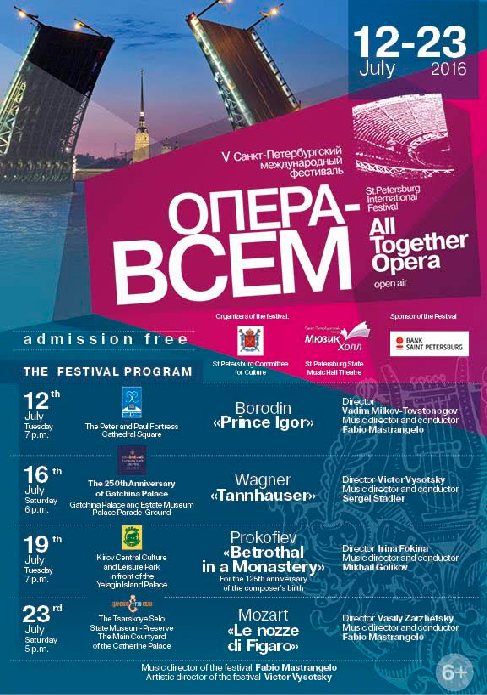 12-23
July 2016
V Санкт-Петербургский
международный
фестиваль
ОПЕРА-
ВСЕМ
St.Petersburg
International
Festival
All
Together
Opera
open air
admission free
Organizers of the festival:
St Petersburg Committee
for Culture
Мюзик
Холл
St Petersburg State
Music Hall Theatre
Sponsor of the Festival
BANK
SAINT PETERSBURG
THE FESTIVAL PROGRAM
12th
July
Tuesday
7 p.m.
The Peter and Paul Fortress
Cathedral Square
Borodin
«Prince Igor»
Director
Vadim Milkov-Tovstonogov
Music director and conductor
Fabio Mastrangelo
16th
July
Saturday
6 p.m.
The 250th Anniversary
of Gatchina Palace
Gatchina Palace and Estate Museum
Palace Parade Ground
Wagner
«Tannhauser»
Director Victor Vysotsky
Music director and conductor
Sergei Stadler
19th
July
Tuesday
7 p.m.
Kirov Central Culture
and Leisure Park
in front of the
Yelagin Island Palace
Prokofiev
«Betrothal
in a Monastery»
For the 125th anniversary
of the composer's birth
Director Irina Fokina
Music director and conductor
Mikhail Golikov
23rd
July
Saturday
5 p.m.
The Tsarskoye Selo
State Museum-Preserve
The Main Courtyard
of the Catherine Palace
Mozart
«Le nozze
di Figaro»
Director Vasily Zarzhetsky
Music director and conductor
Fabio Mastrangelo
Music director of the festival Fabio Mastrangelo
Artistic director of the festival Victor Vysotsky
6+